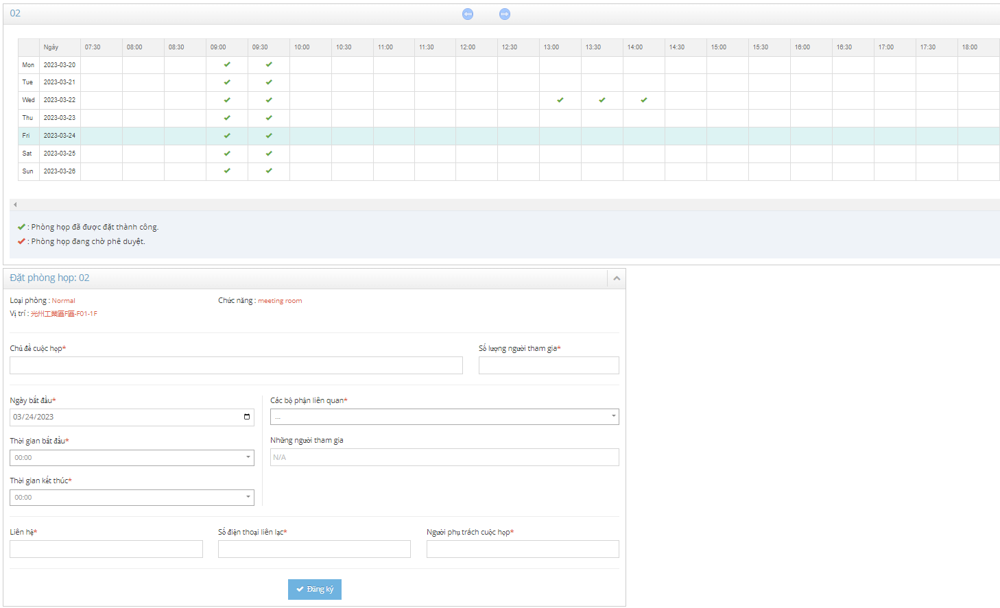 02
Ngày 07:30 08:00 08:30 09:00 09:30 10:00 10:30 11:00 11:30 12:00 12:30 13:00 13:30 14:00 14:30 15:00 15:30 16:00 16:30 17:00 17:30 18:00
Mon 2023-03-20
Tue 2023-03-21
Wed 2023-03-22
Thu 2023-03-23
Fri 2023-03-24
Sat 2023-03-25
Sun 2023-03-26
: Phòng họp đã được đặt thành công.
: Phòng họp đang chờ phê duyệt.
Đặt phòng họp: 02
Loại phòng : Normal Chức năng : meeting room
Vị trí : 光州工業區F區-F01-1F
Chủ đề cuộc họp* Số lượng người tham gia*
Ngày bắt đầu* Các bộ phận liên quan*
03/24/2023 ...
Thời gian bắt đầu* Những người tham gia
00:00 N/A
Thời gian kết thúc*
00:00
Liên hệ* Số điện thoại liên lạc* Người phụ trách cuộc họp*
Đăng ký